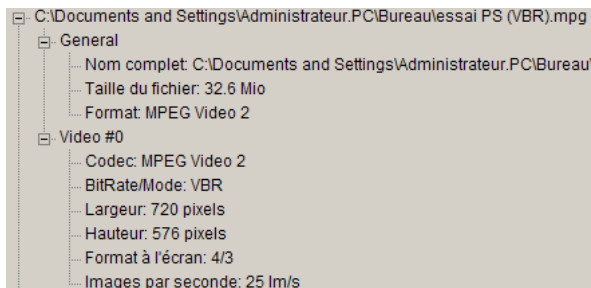 C:\Documents and Settings\Administrateur.PC\Bureau\essai PS (VBR).mpg
General
Nom complet: C:\Documents and Settings\Administrateur.PC\Bureau\
Taille du fichier: 32.6 Mio
Format: MPEG Video 2
Video #0
Codec: MPEG Video 2
BitRate/Mode: VBR
Largeur: 720 pixels
Hauteur: 576 pixels
Format à l'écran: 4/3
Images par seconde: 25 Im/s